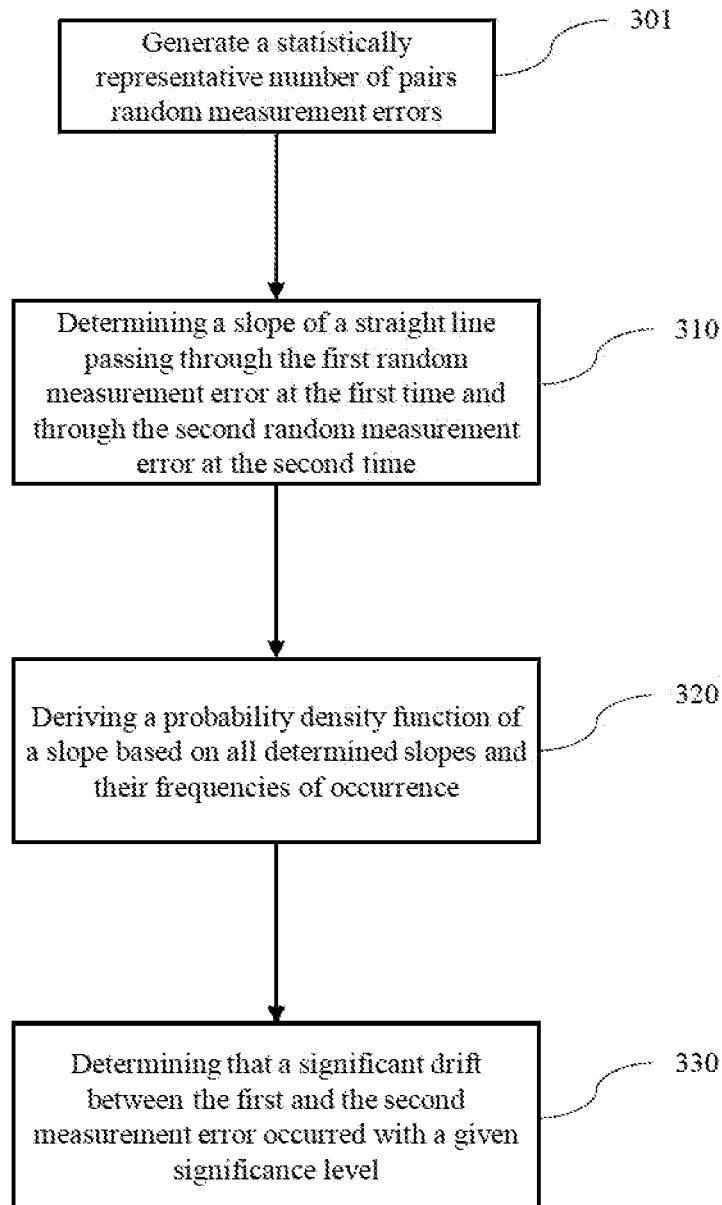 Generate a statistically
representative number of pairs
random measurement errors
301
Determining a slope of a straight line
passing through the first random
measurement error at the first time and
through the second random measurement
error at the second time
310
Deriving a probability density function of
a slope based on all determined slopes and
their frequencies of occurrence
320
Determining that a significant drift
between the first and the second
measurement error occurred with a given
significance level
330